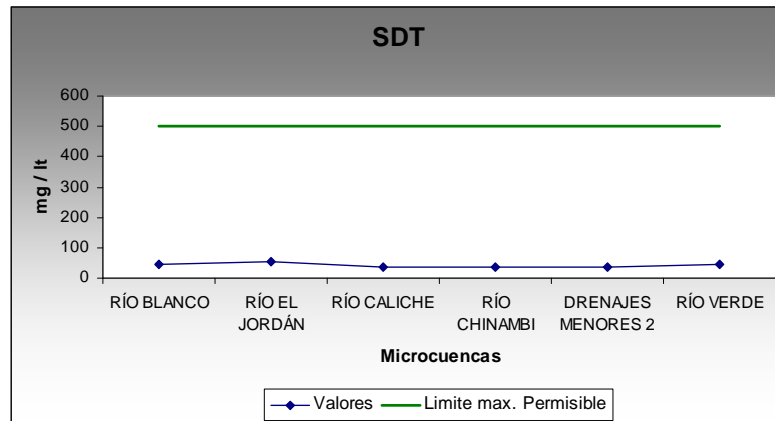 SDT
600
500
400
300
200
100
0
mg / lt
RÍO BLANCO
RÍO EL
JORDÁN
RÍO CALICHE
RÍO
CHINAMBI
DRENAJES
MENORES 2
RÍO VERDE
Microcuencas
Valores
Limite max. Permisible